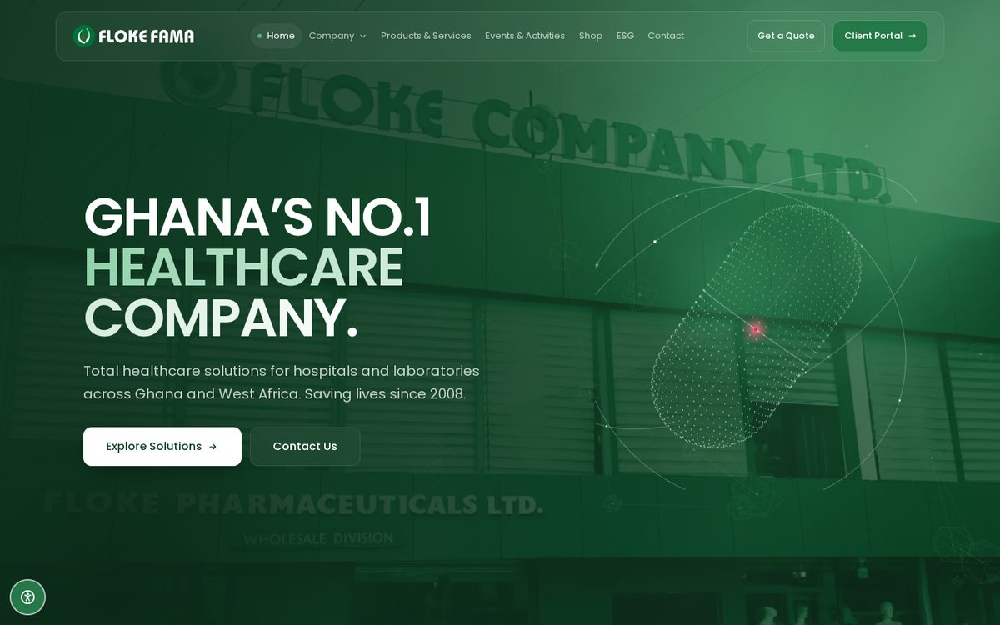 FLOKE FAMA
Home
Company
Products & Services
Events & Activities
Shop
ESG
Contact
Get a Quote
Client Portal →
FLOKE COMPANY LTD.
GHANA’S NO.1
HEALTHCARE
COMPANY.
Total healthcare solutions for hospitals and laboratories
across Ghana and West Africa. Saving lives since 2008.
Explore Solutions →
Contact Us
FLOKE PHARMACEUTICALS LTD.
WHOLESALE DIVISION